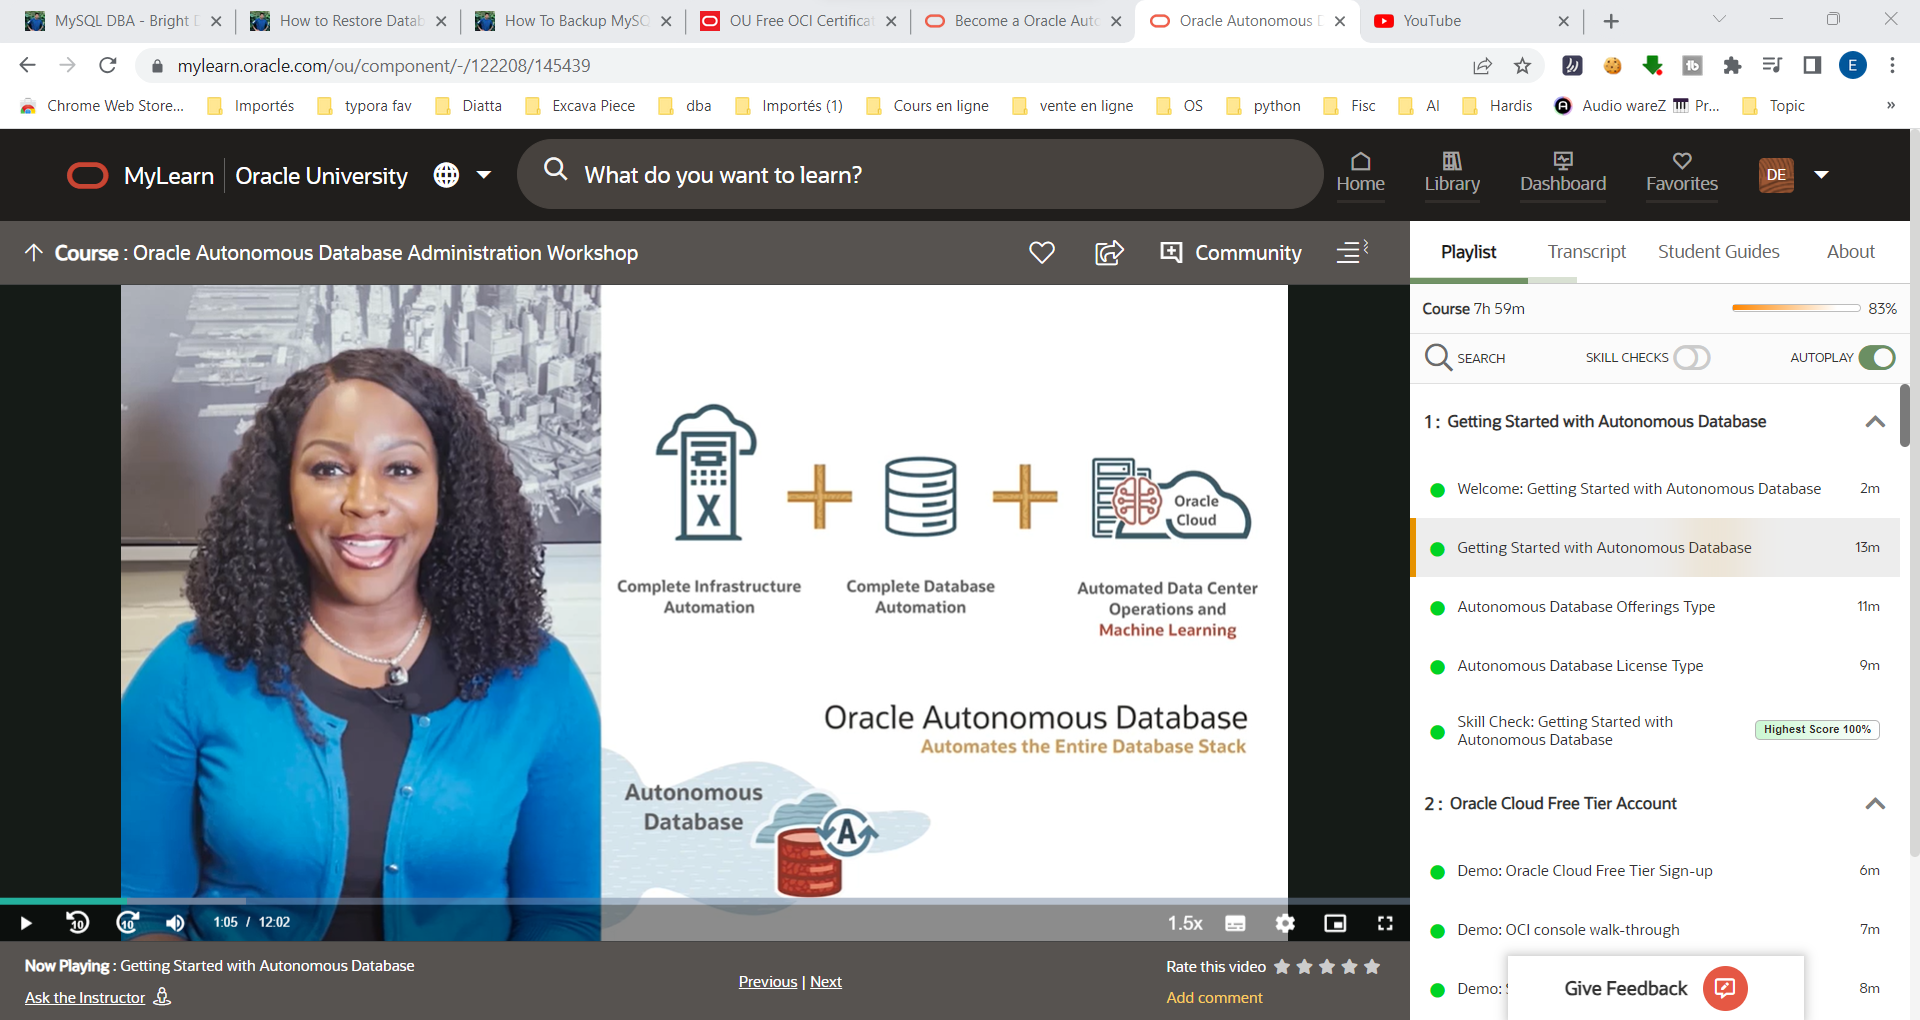 MySQL DBA - Bright
How to Restore Datab
How To Backup MySQ
OU Free OCI Certificat
Become a Oracle Auto
Oracle Autonomous
YouTube
mylearn.oracle.com/ou/component/-/122208/145439
E
Chrome Web Store...
Importés
typora fav
Diatta
Excava Piece
dba
Importés (1)
Cours en ligne
vente en ligne
OS
python
Fisc
AI
Hardis
Audio wareZ
Pr...
Topic
»
MyLearn
Oracle University
What do you want to learn?
Home
Library
Dashboard
Favorites
DE
Course : Oracle Autonomous Database Administration Workshop
Community
Playlist
Transcript
Student Guides
About
Course 7h 59m
83%
SEARCH
SKILL CHECKS
AUTOPLAY
X
Oracle
Cloud
Complete Infrastructure
Automation
Complete Database
Automation
Automated Data Center
Operations and
Machine Learning
Oracle Autonomous Database
Automates the Entire Database Stack
Autonomous
Database
A
10
10
1:05 / 12:02
1.5x
Now Playing : Getting Started with Autonomous Database
Ask the Instructor
Previous | Next
Rate this video
Add comment
1 : Getting Started with Autonomous Database
Welcome: Getting Started with Autonomous Database 2m
Getting Started with Autonomous Database 13m
Autonomous Database Offerings Type 11m
Autonomous Database License Type 9m
Skill Check: Getting Started with
Autonomous Database
Highest Score 100%
2 : Oracle Cloud Free Tier Account
Demo: Oracle Cloud Free Tier Sign-up 6m
Demo: OCI console walk-through 7m
Demo: 8m
Give Feedback